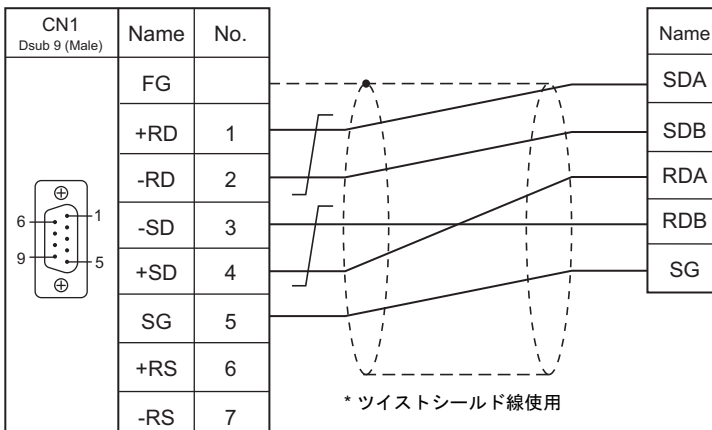 CN1
Dsub 9 (Male)
Name No.
FG
+RD 1
-RD 2
-SD 3
+SD 4
SG 5
+RS 6
-RS 7
6 1
9 5
Name
SDA
SDB
RDA
RDB
SG
* ツイストシールド線使用